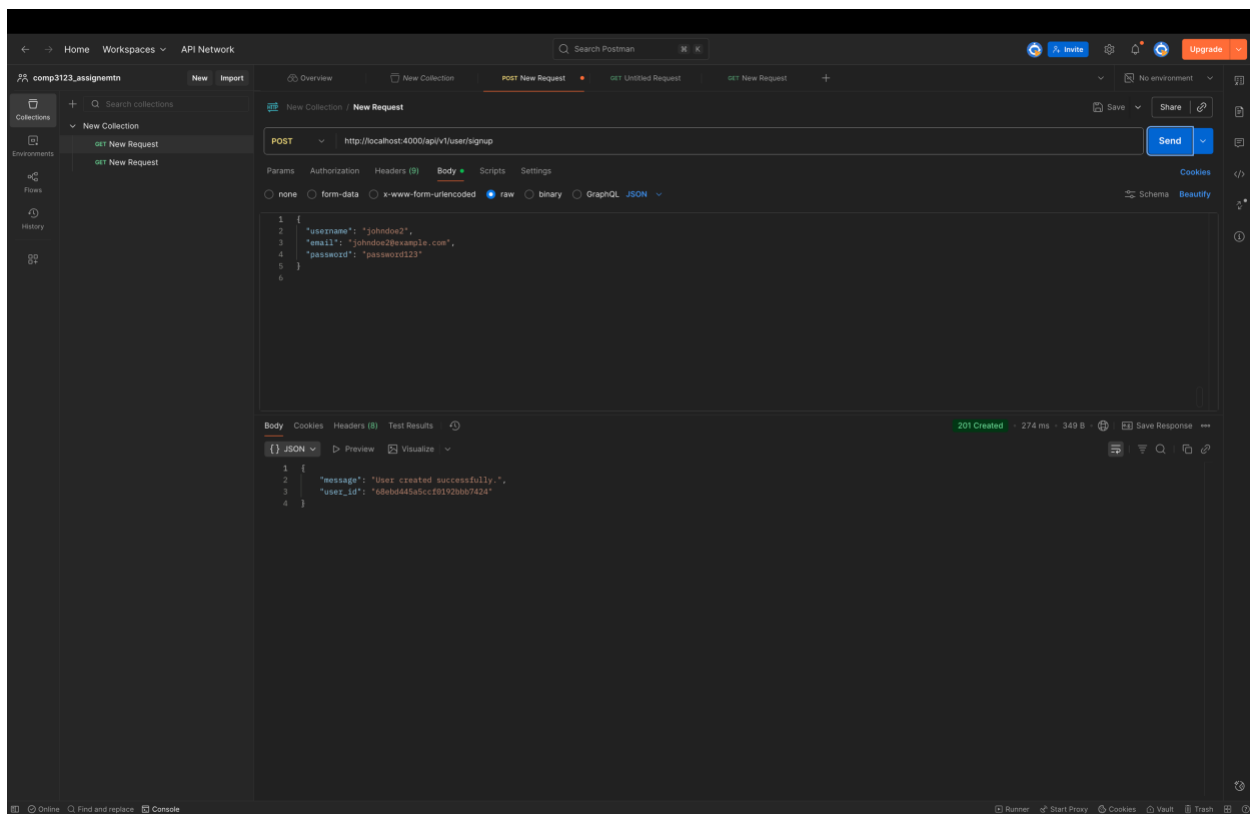 Home Workspaces API Network Search Postman ⌘ K Invite Upgrade
comp3123_assignemtn New Import Overview New Collection POST New Request GET Untitled Request GET New Request No environment
Collections Search collections New Collection / New Request Save Share
New Collection
Environments GET New Request POST http://localhost:4000/api/v1/user/signup Send
GET New Request
Flows Params Authorization Headers (9) Body Scripts Settings Cookies
History none form-data x-www-form-urlencoded raw binary GraphQL JSON Schema Beautify
1 {
2 "username": "johndoe2",
3 "email": "johndoe2@example.com",
4 "password": "password123"
5 }
6
Body Cookies Headers (8) Test Results 201 Created 274 ms 349 B Save Response
{} JSON Preview Visualize
1 {
2 "message": "User created successfully.",
3 "user_id": "68ebd445a5ccf0192bbb7424"
4 }
Online Find and replace Console Runner Start Proxy Cookies Vault Trash